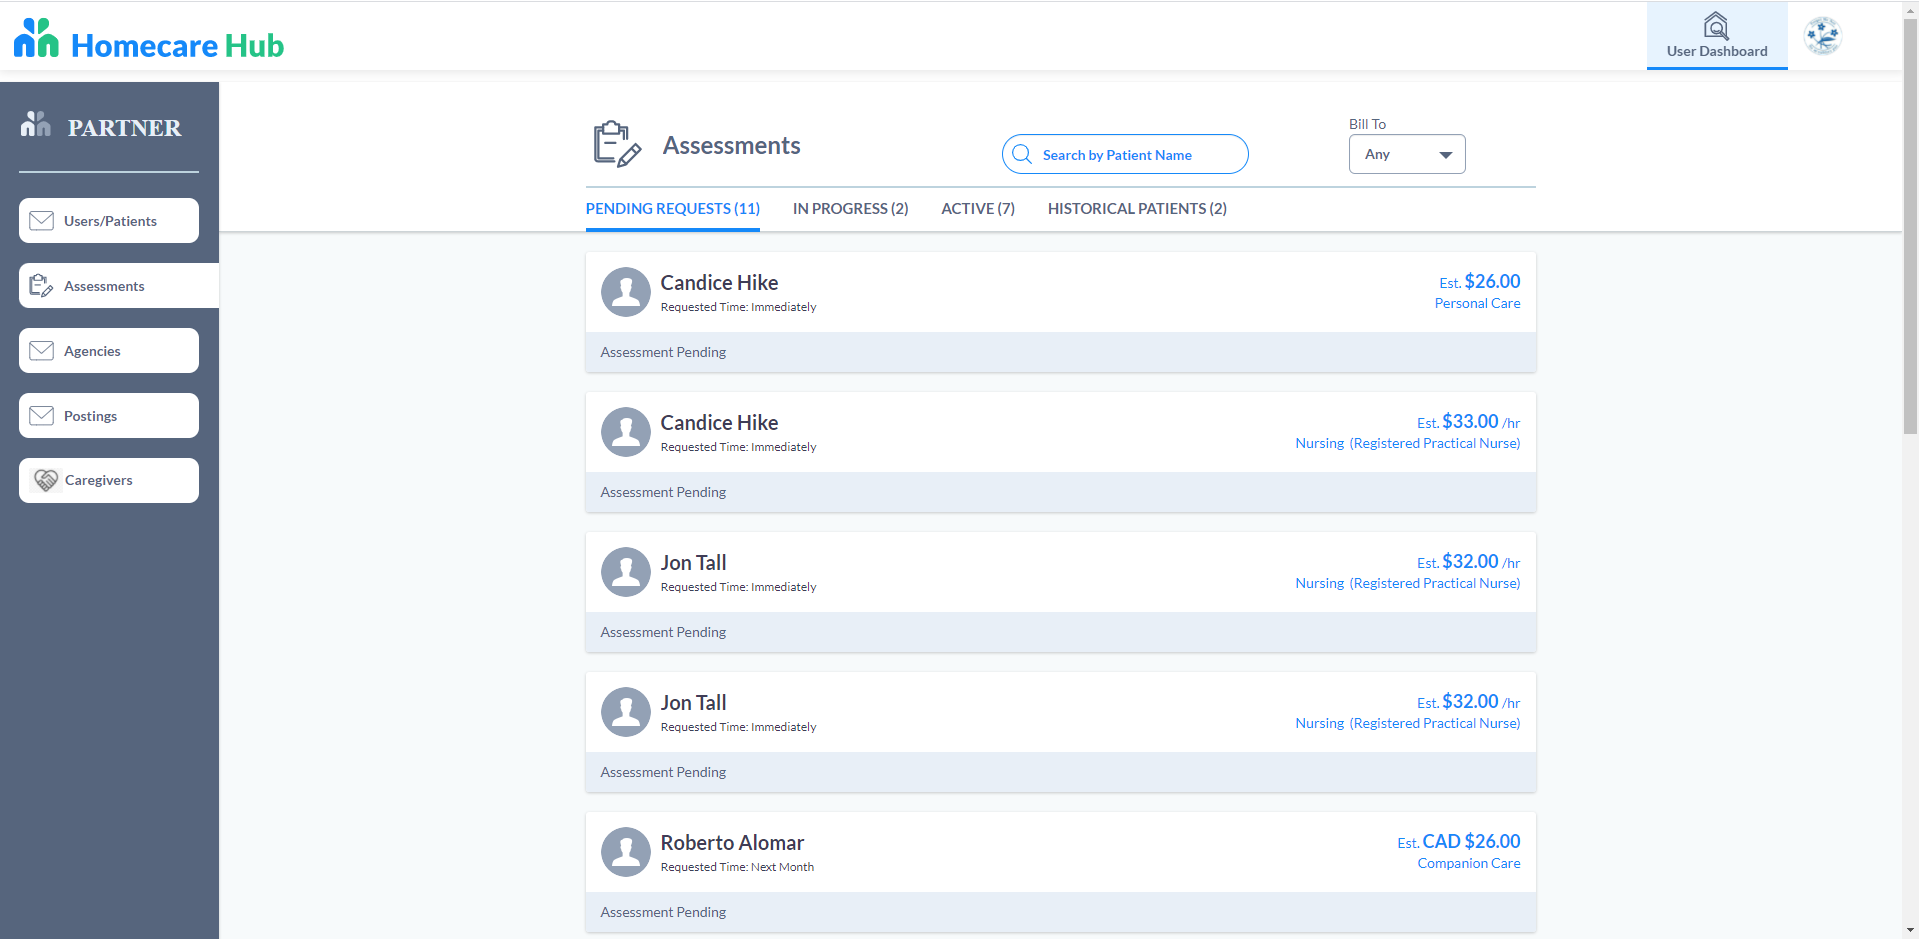 Homecare Hub
User Dashboard
PARTNER
Users/Patients
Assessments
Agencies
Postings
Caregivers
Assessments
Search by Patient Name
Bill To
Any
PENDING REQUESTS (11)
IN PROGRESS (2)
ACTIVE (7)
HISTORICAL PATIENTS (2)
Candice Hike
Requested Time: Immediately
Est. $26.00
Personal Care
Assessment Pending
Candice Hike
Requested Time: Immediately
Est. $33.00 /hr
Nursing (Registered Practical Nurse)
Assessment Pending
Jon Tall
Requested Time: Immediately
Est. $32.00 /hr
Nursing (Registered Practical Nurse)
Assessment Pending
Jon Tall
Requested Time: Immediately
Est. $32.00 /hr
Nursing (Registered Practical Nurse)
Assessment Pending
Roberto Alomar
Requested Time: Next Month
Est. CAD $26.00
Companion Care
Assessment Pending